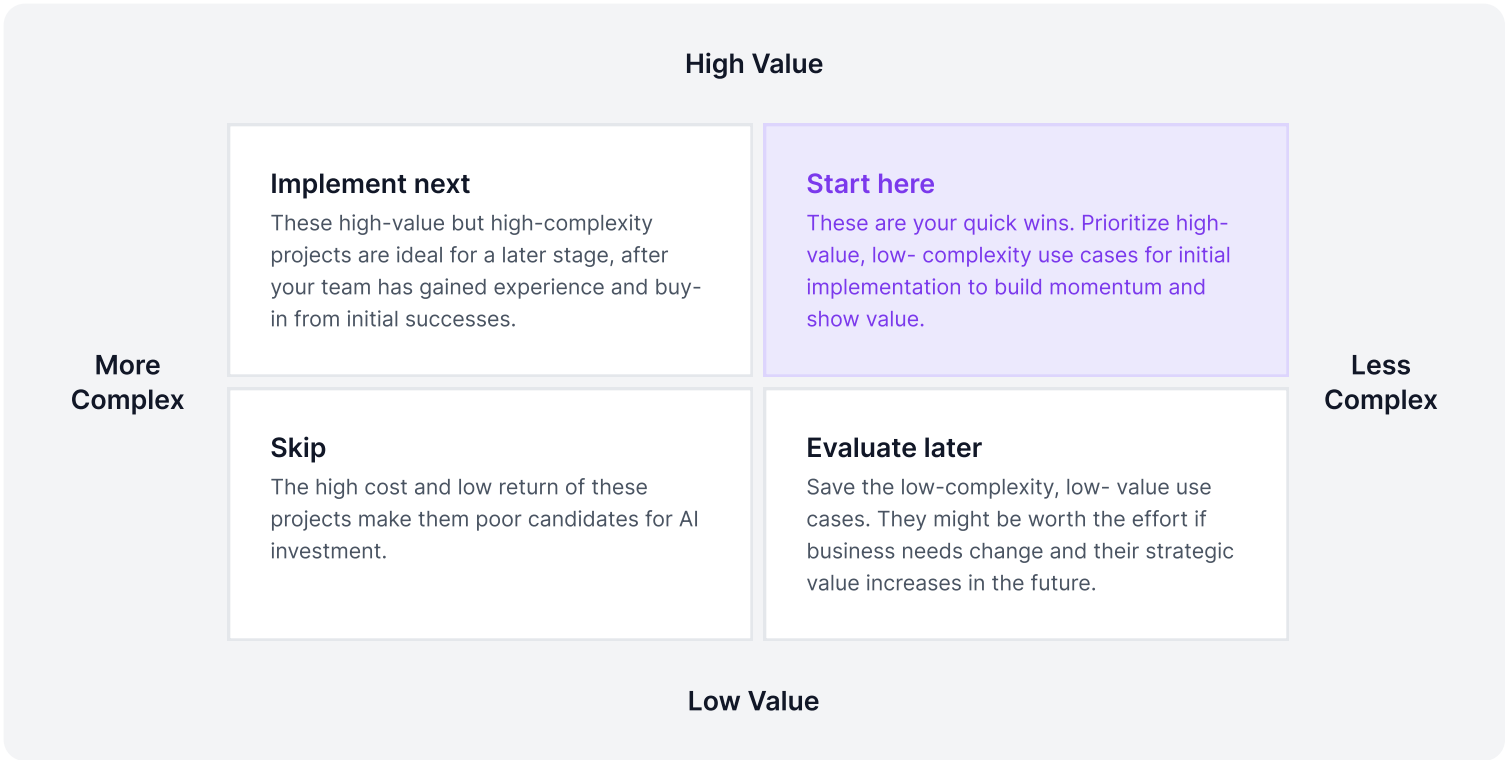 High Value
Implement next
These high-value but high-complexity
projects are ideal for a later stage, after
your team has gained experience and buy-
in from initial successes.
Start here
These are your quick wins. Prioritize high-
value, low- complexity use cases for initial
implementation to build momentum and
show value.
More
Complex
Less
Complex
Skip
The high cost and low return of these
projects make them poor candidates for AI
investment.
Evaluate later
Save the low-complexity, low- value use
cases. They might be worth the effort if
business needs change and their strategic
value increases in the future.
Low Value